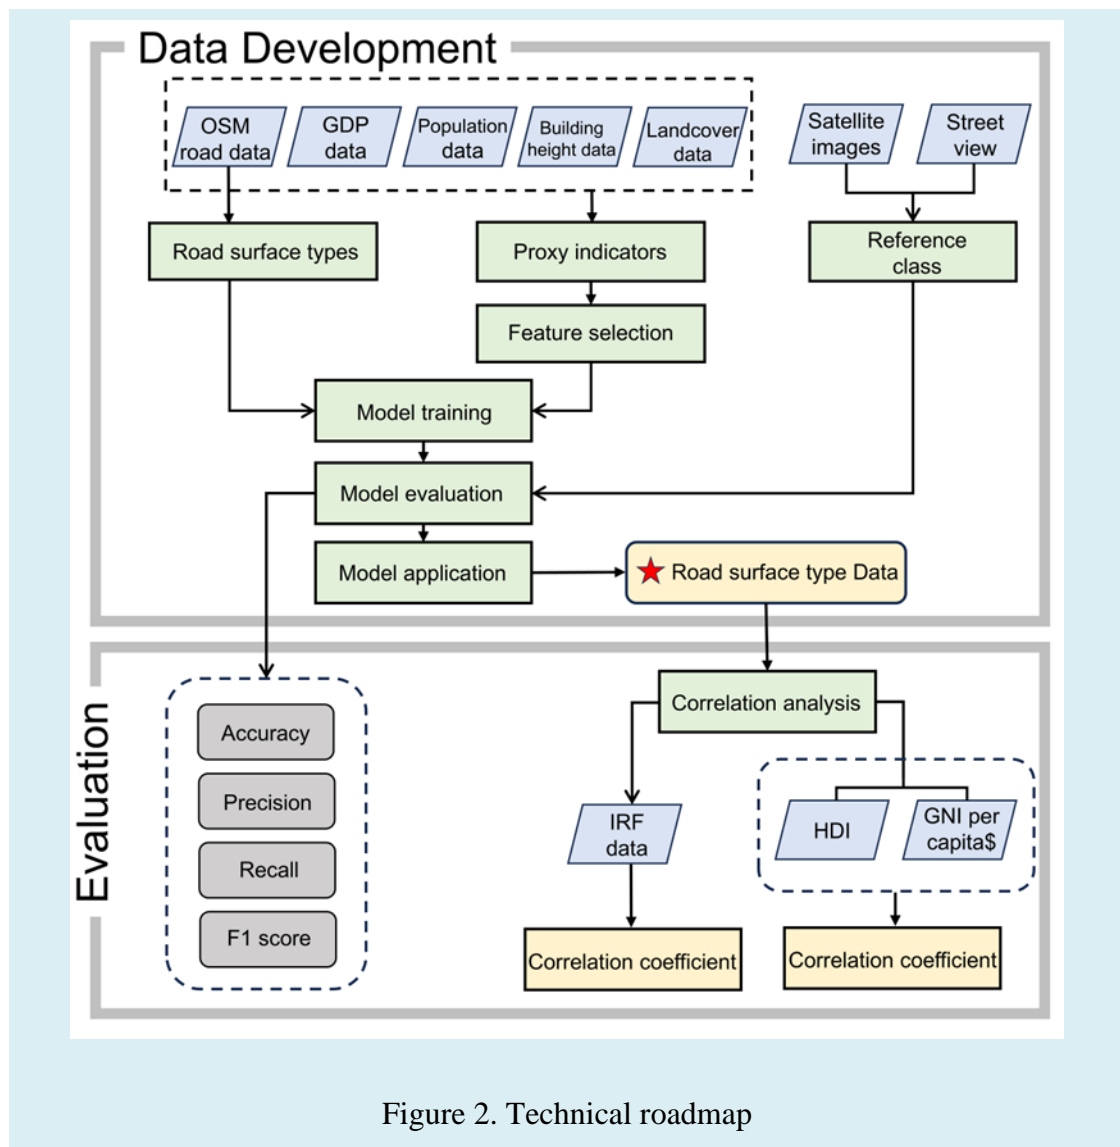 Data Development
OSM
road data
GDP
data
Population
data
Building
height data
Landcover
data
Satellite
images
Street
view
Road surface types
Proxy indicators
Reference
class
Feature selection
Model training
Model evaluation
Model application
Road surface type Data
Evaluation
Accuracy
Precision
Recall
F1 score
Correlation analysis
IRF
data
HDI
GNI per
capita$
Correlation coefficient
Correlation coefficient
Figure 2. Technical roadmap